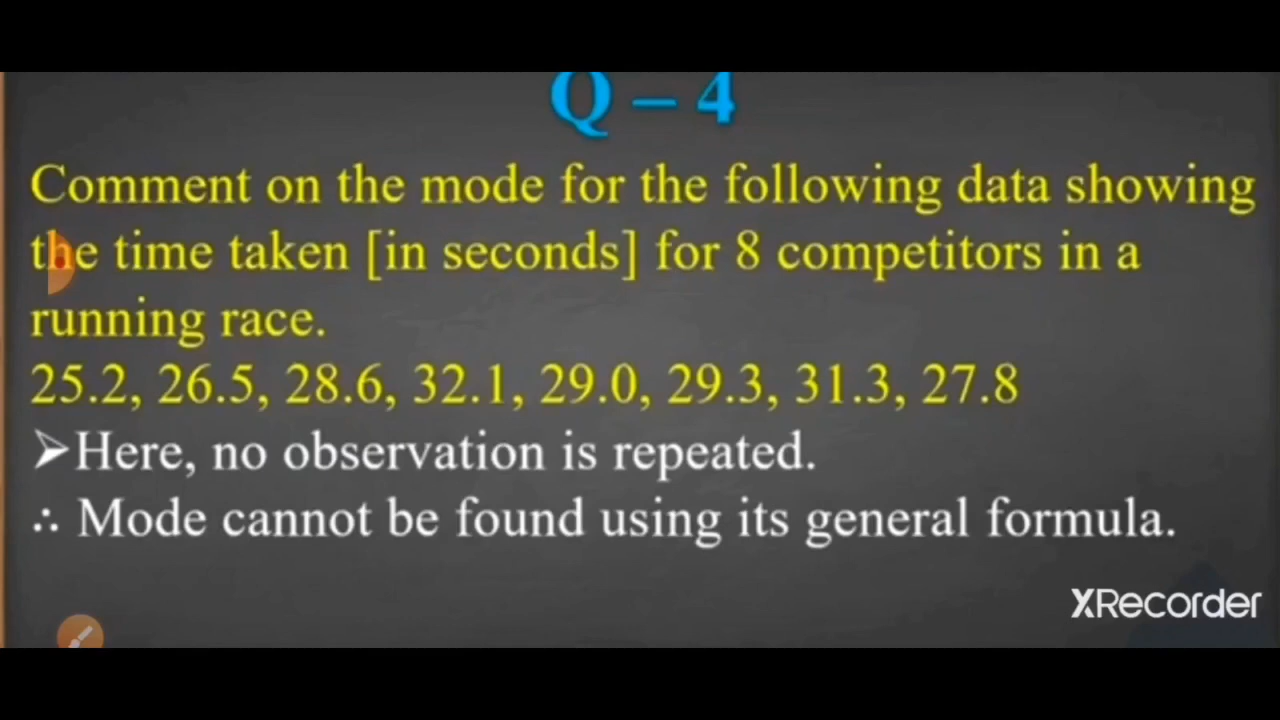 Q – 4
Comment on the mode for the following data showing
the time taken [in seconds] for 8 competitors in a
running race.
25.2, 26.5, 28.6, 32.1, 29.0, 29.3, 31.3, 27.8
➢Here, no observation is repeated.
∴ Mode cannot be found using its general formula.
XRecorder